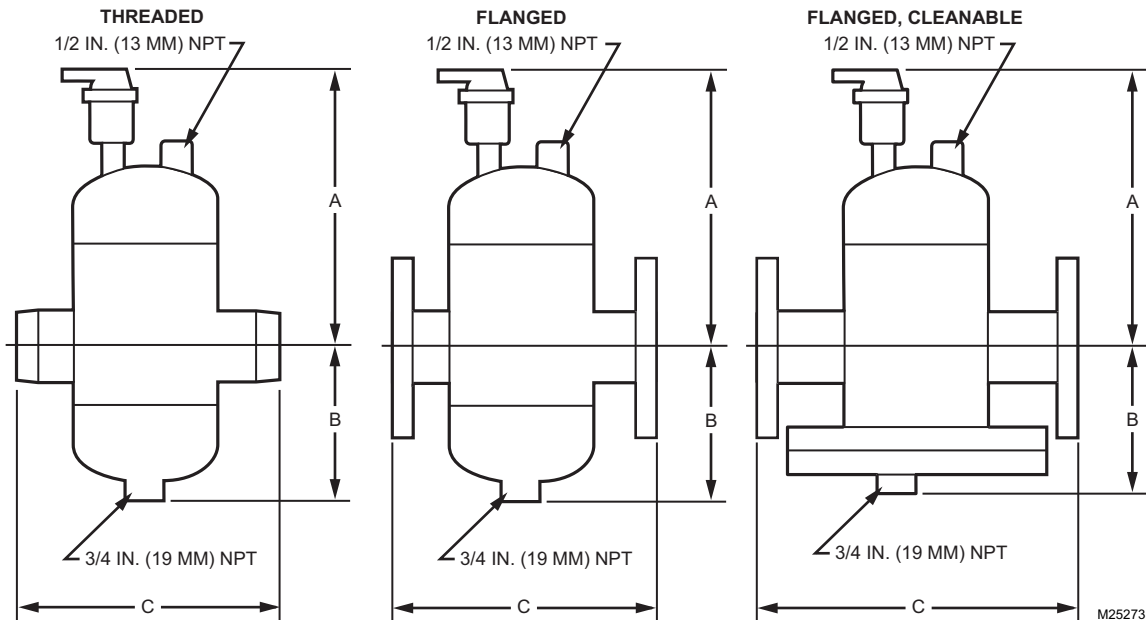 THREADED
1/2 IN. (13 MM) NPT
A
B
3/4 IN. (19 MM) NPT
C
FLANGED
1/2 IN. (13 MM) NPT
A
B
3/4 IN. (19 MM) NPT
C
FLANGED, CLEANABLE
1/2 IN. (13 MM) NPT
A
B
3/4 IN. (19 MM) NPT
C
M25273